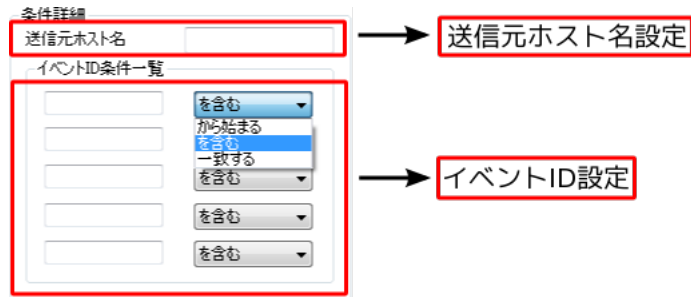 条件詳細
送信元ホスト名
送信元ホスト名設定
イベントID条件一覧
を含む
から始まる
を含む
一致する
を含む
イベントID設定
を含む
を含む